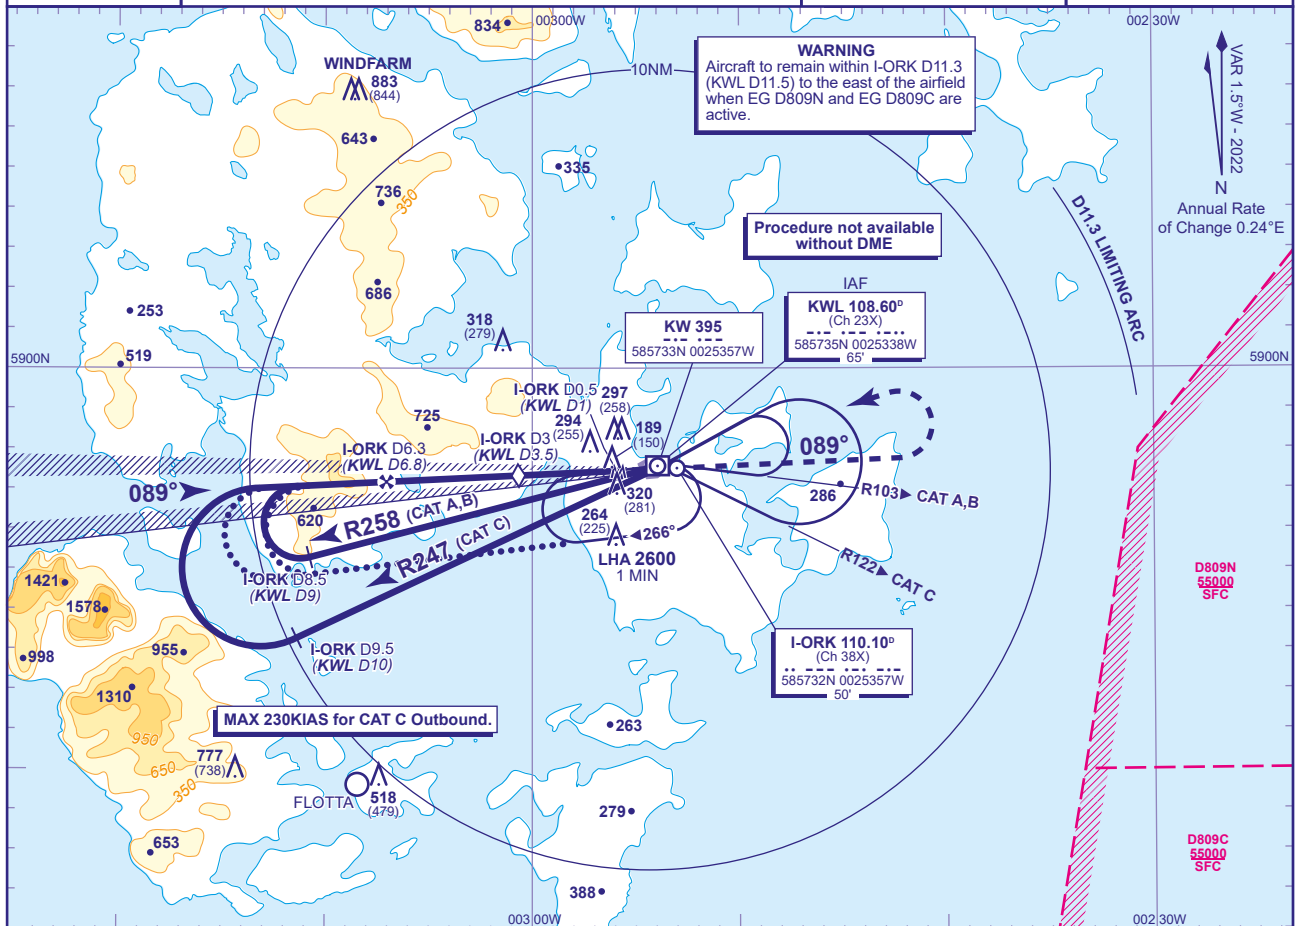 003 00W
002 30W
834
WINDFARM
883
(844)
643
736
350
686
335
10NM
WARNING
Aircraft to remain within I-ORK D11.3
(KWL D11.5) to the east of the airfield
when EG D809N and EG D809C are
active.
VAR 1.5°W - 2022
N
Annual Rate
of Change 0.24°E
D11.3 LIMITING ARC
Procedure not available
without DME
IAF
KWL 108.60ᴰ
(Ch 23X)
585735N 0025338W
65'
KW 395
585733N 0025357W
253
519
5900N
5900N
318
(279)
725
I-ORK D0.5
(KWL D1)
297
(258)
294
(255)
189
(150)
I-ORK D6.3
(KWL D6.8)
I-ORK D3
(KWL D3.5)
089°
089°
620
R258 (CAT A,B)
R247 (CAT C)
320
(281)
264
(225)
266°
LHA 2600
1 MIN
286
R103 CAT A,B
R122 CAT C
I-ORK D8.5
(KWL D9)
I-ORK D9.5
(KWL D10)
I-ORK 110.10ᴰ
(Ch 38X)
585732N 0025357W
50'
1421
1578
998
955
1310
950
650
350
777
(738)
653
MAX 230KIAS for CAT C Outbound.
FLOTTA
518
(479)
263
279
388
D809N
55000
SFC
D809C
55000
SFC
003 00W
002 30W